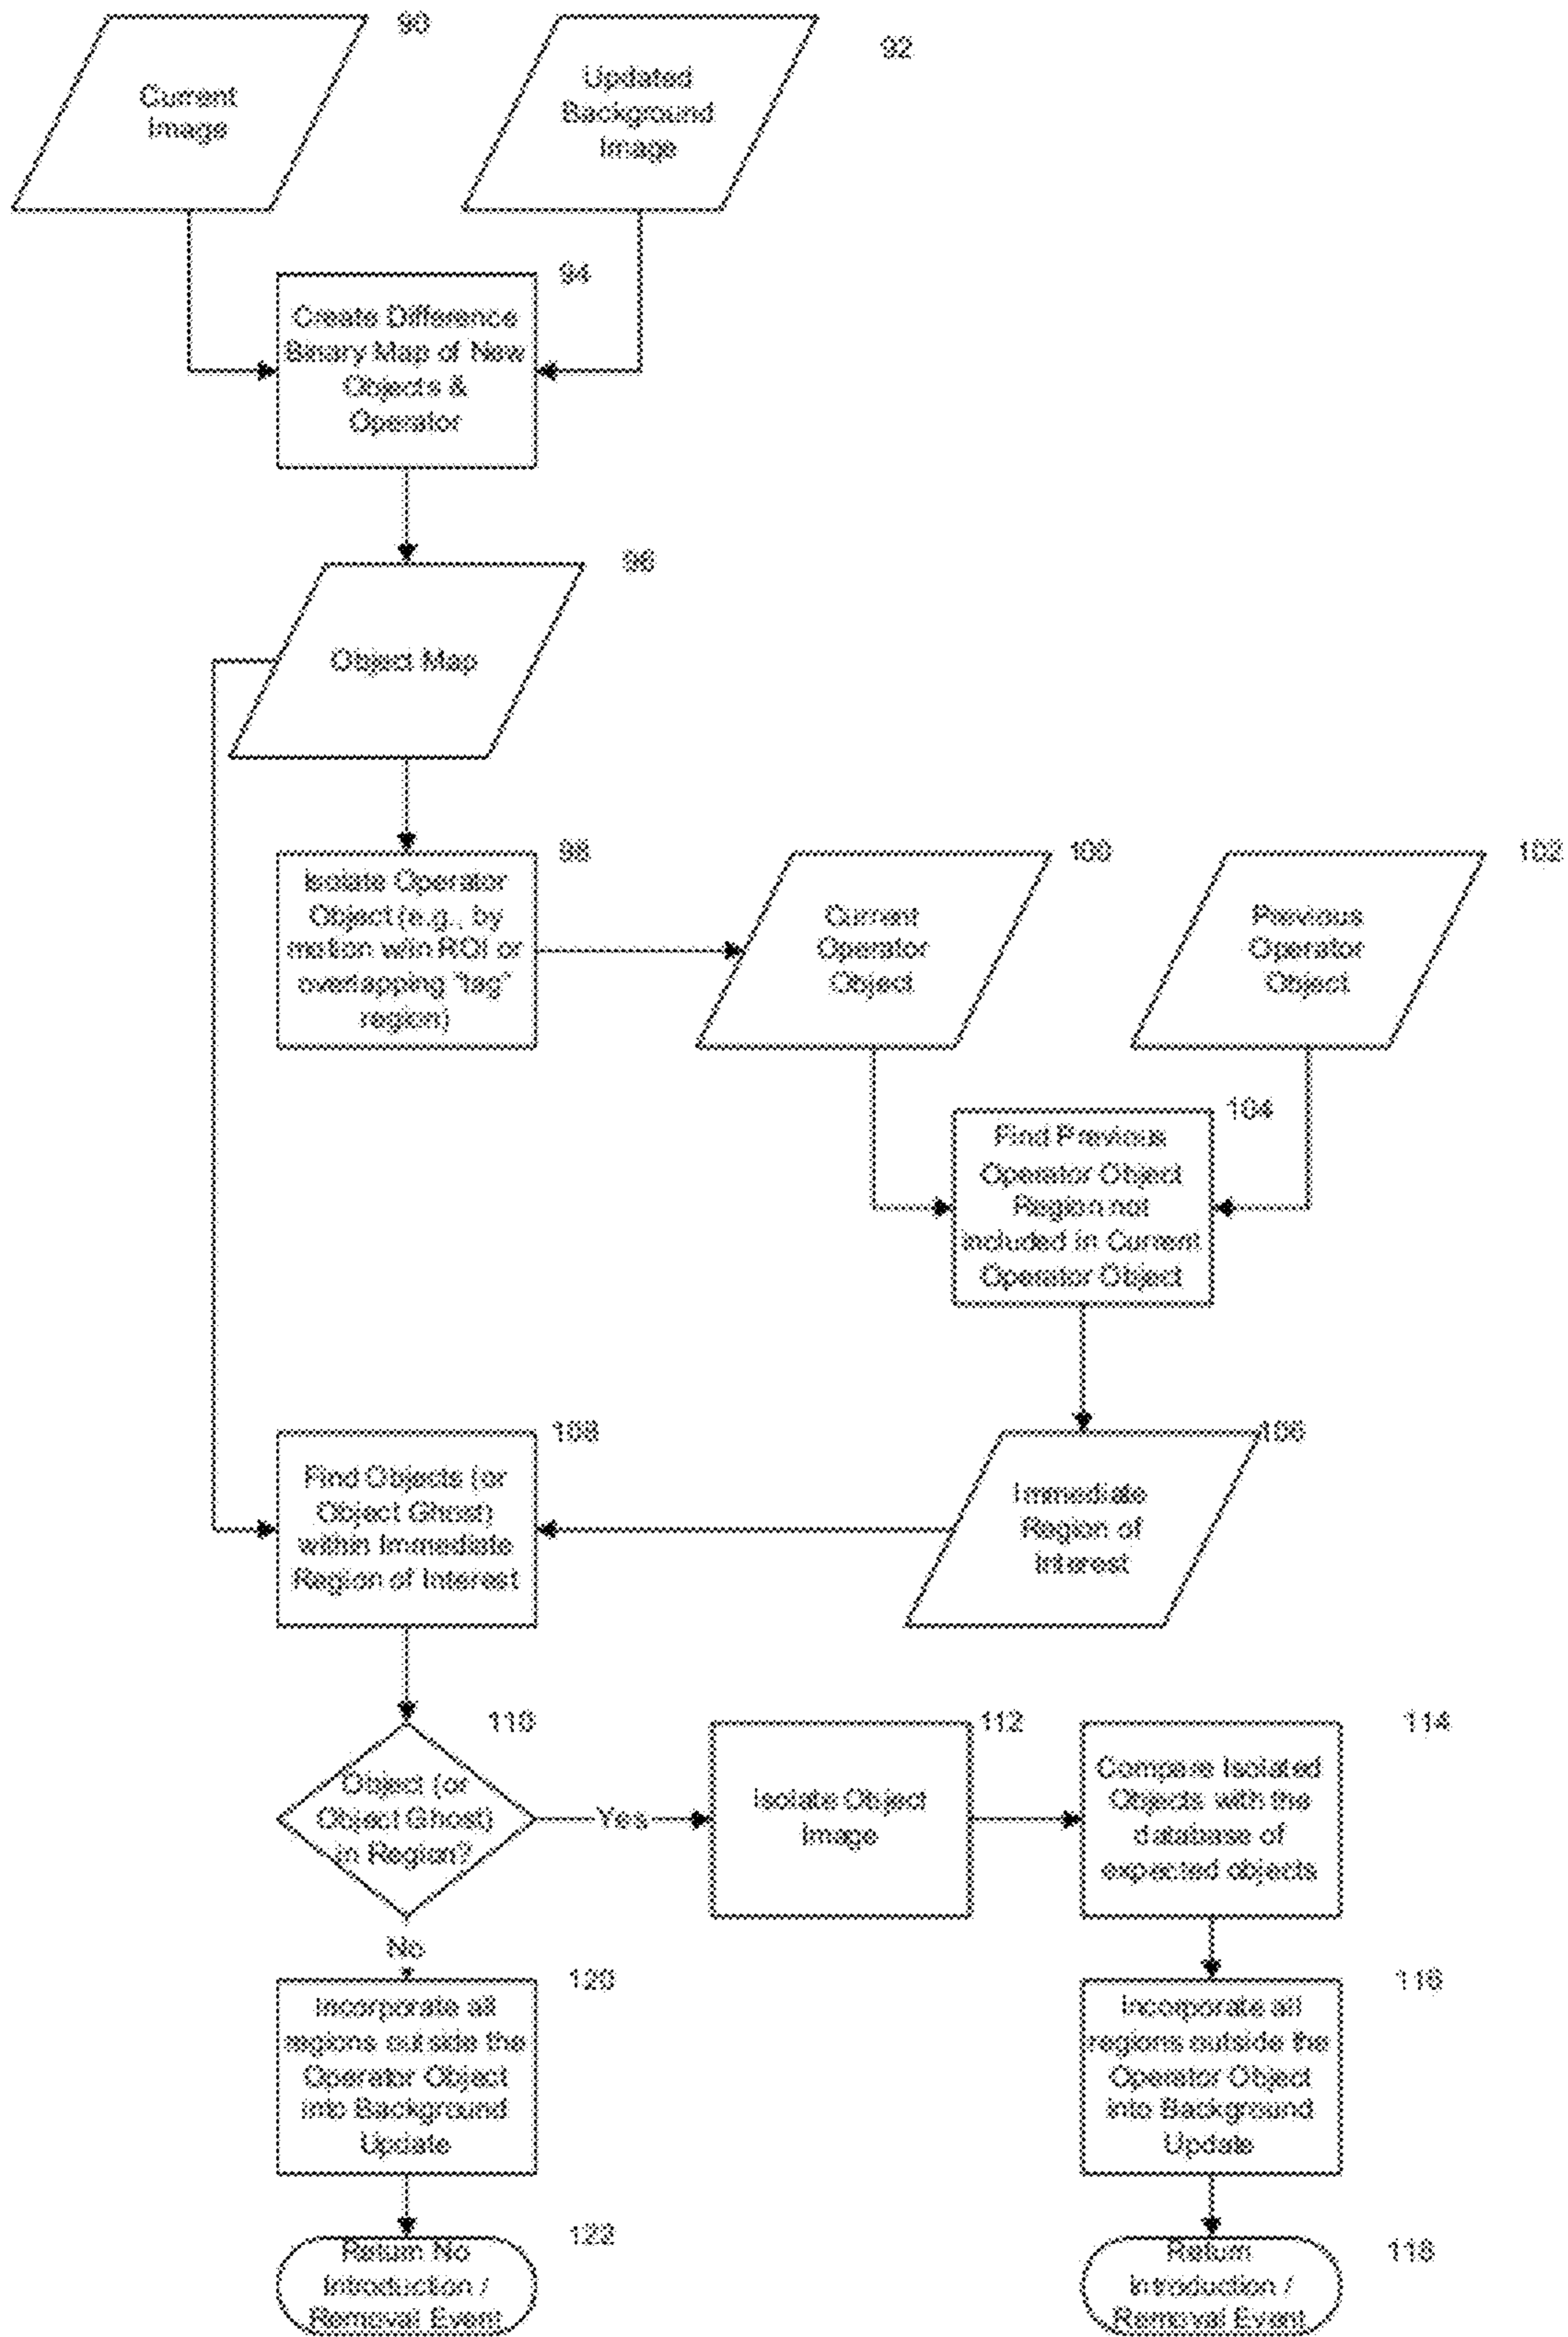 90
Current
Image
92
Updated
Background
Image
94
Create Difference
Binary Map of New
Objects &
Operator
96
Object Map
98
Isolate Operator
Object (e.g., by
motion w/in ROI or
overlapping "tag"
region)
100
Current
Operator
Object
102
Previous
Operator
Object
104
Find Previous
Operator Object
Region not
included in Current
Operator Object
106
Immediate
Region of
Interest
108
Find Objects (or
Object Ghost)
within Immediate
Region of Interest
110
Object (or
Object Ghost)
in Region?
Yes
112
Isolate Object
Image
114
Compare Isolated
Objects with the
database of
expected objects
No
120
Incorporate all
regions outside the
Operator Object
into Background
Update
116
Incorporate all
regions outside the
Operator Object
into Background
Update
122
Return No
Introduction /
Removal Event
118
Return
Introduction /
Removal Event